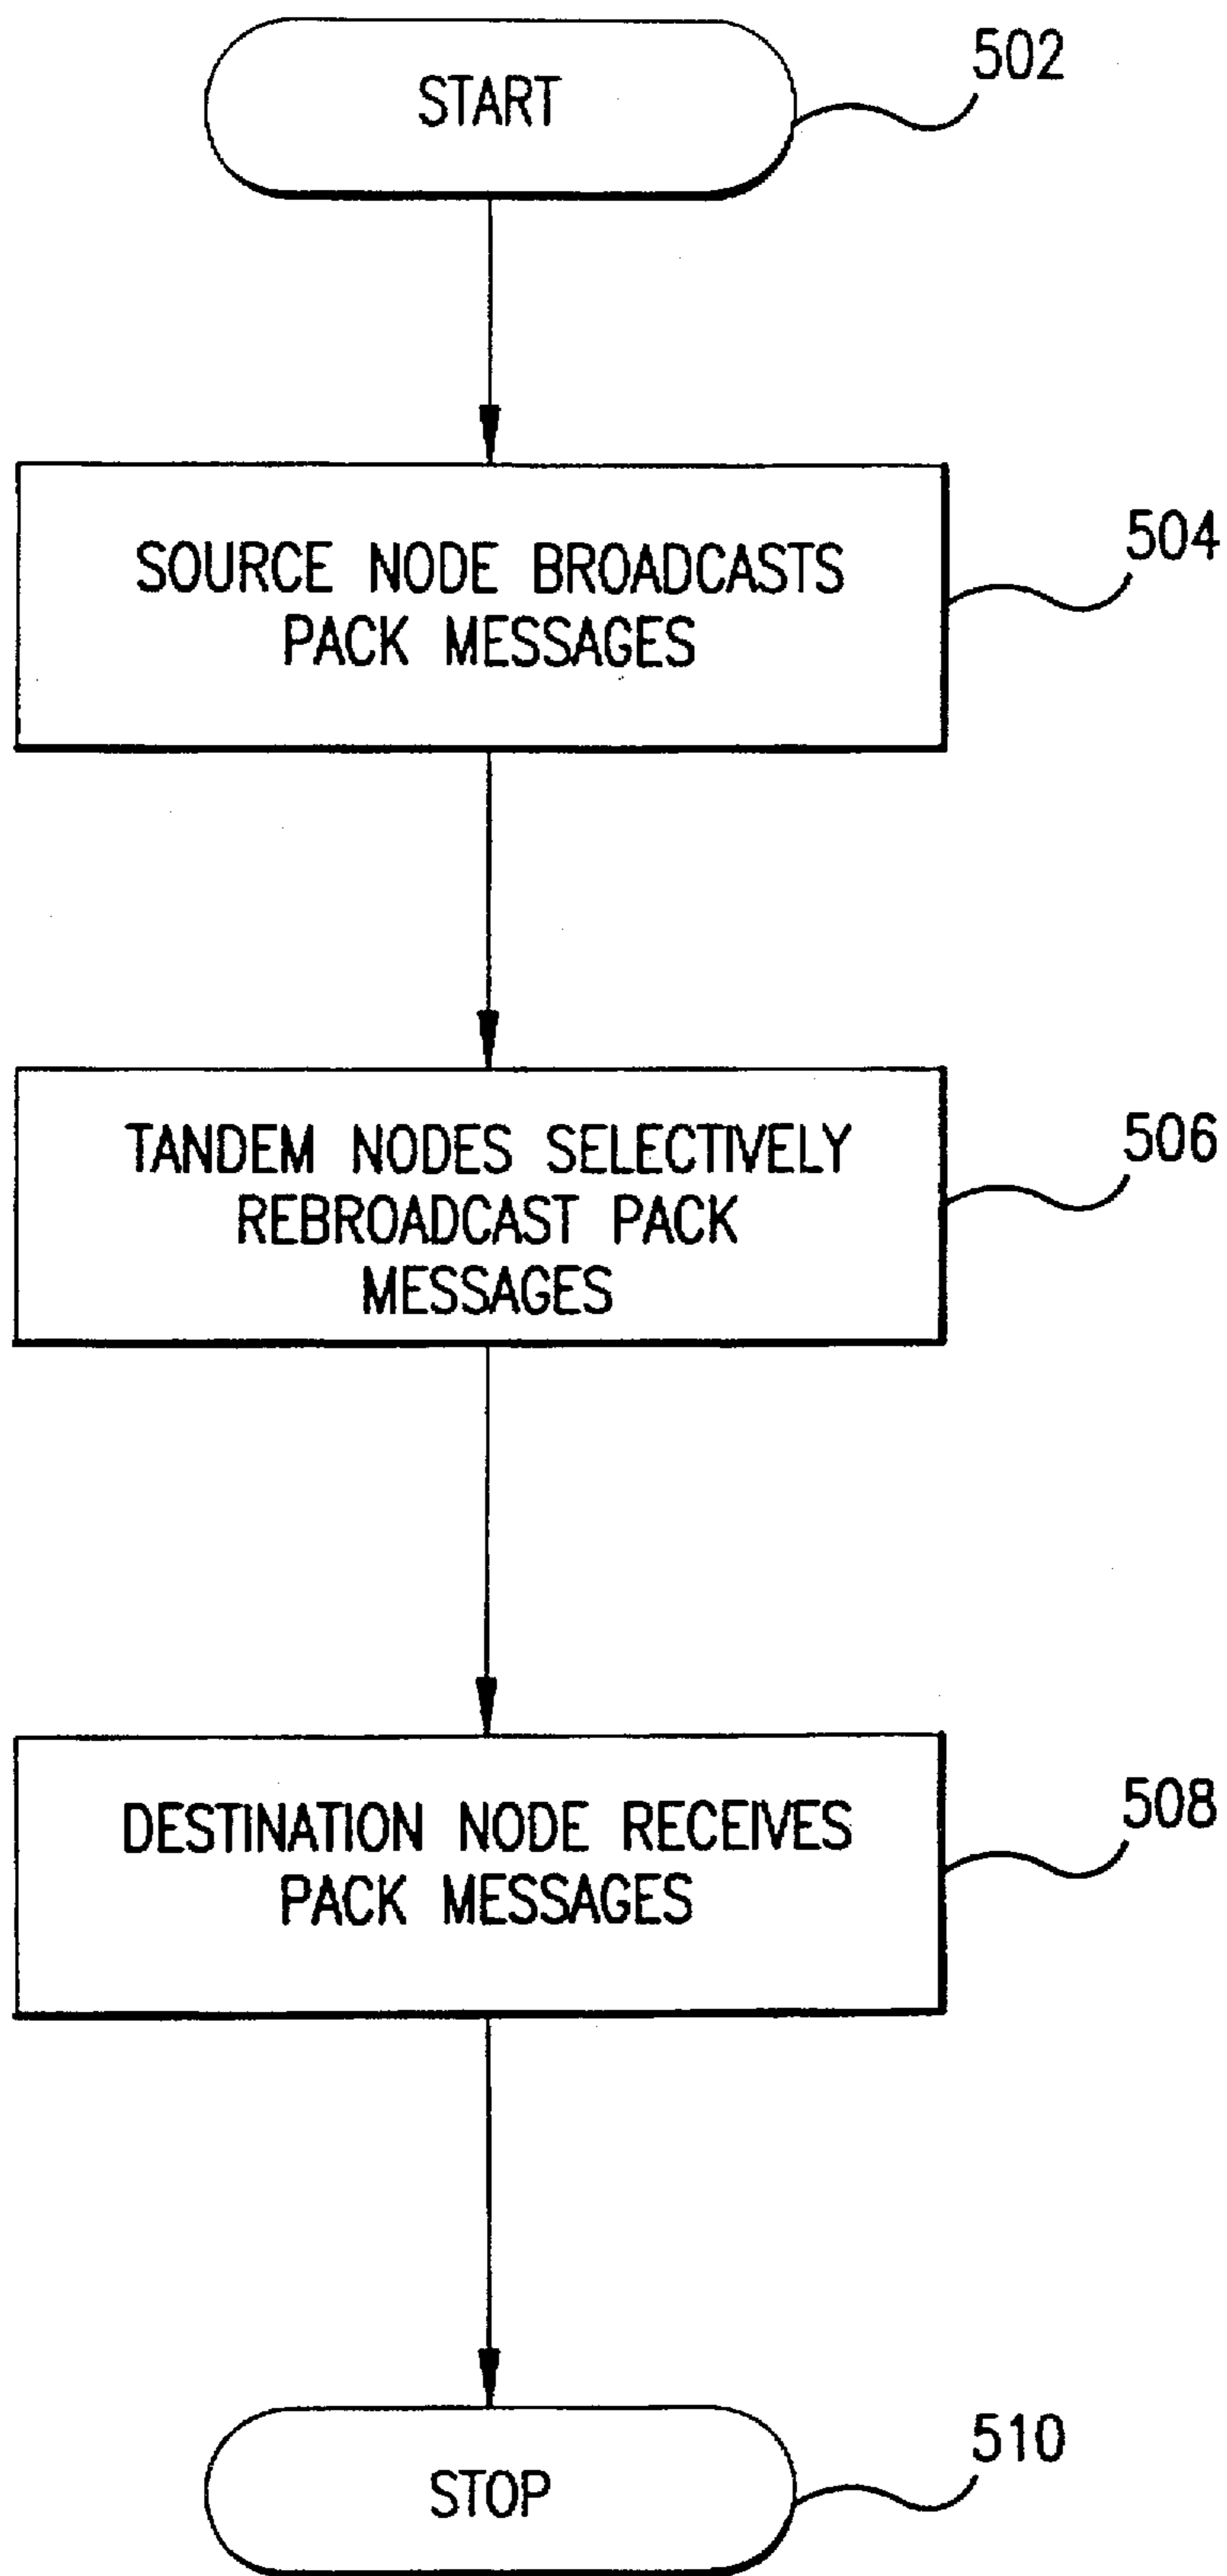 START
502
SOURCE NODE BROADCASTS
PACK MESSAGES
504
TANDEM NODES SELECTIVELY
REBROADCAST PACK
MESSAGES
506
DESTINATION NODE RECEIVES
PACK MESSAGES
508
STOP
510